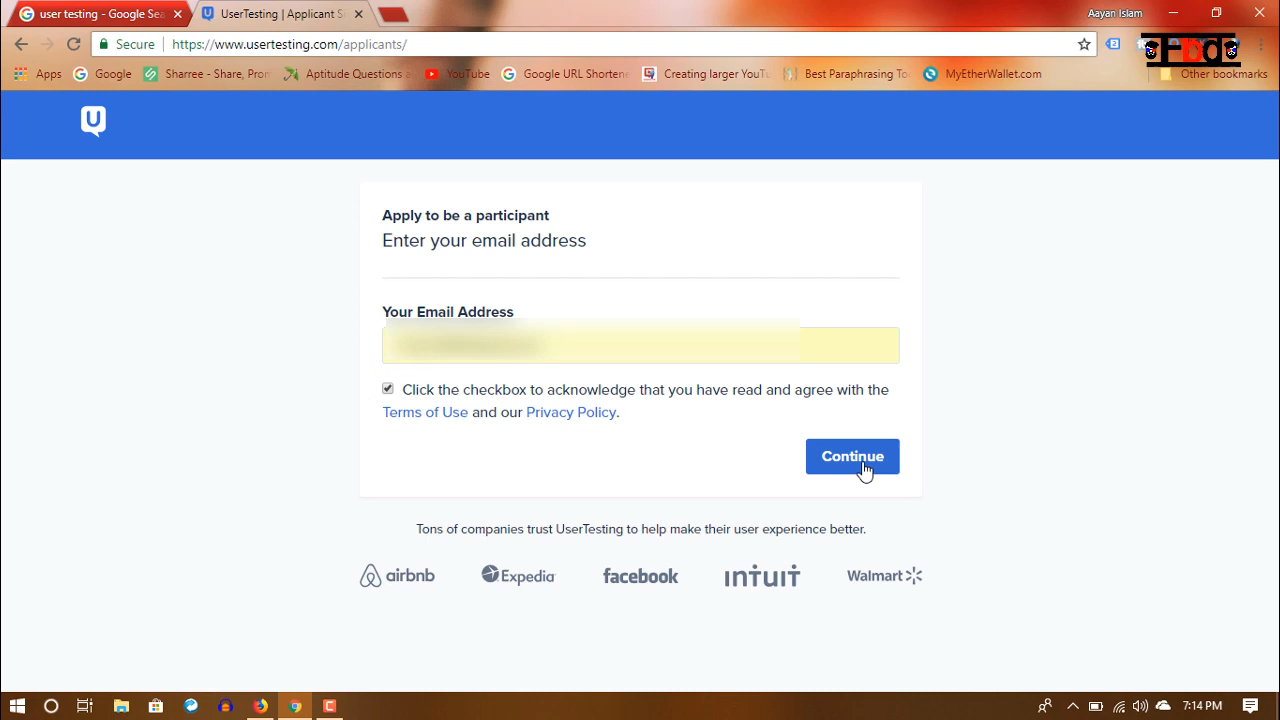 user testing - Google Sea
UserTesting | Applicant S
Aayan Islam
Secure https://www.usertesting.com/applicants/
Apps Google Sharree - Share, Prom Aptitude Questions a YouTube Google URL Shortene Creating larger YouTu Best Paraphrasing To MyEtherWallet.com Other bookmarks
U
Apply to be a participant
Enter your email address
Your Email Address
Click the checkbox to acknowledge that you have read and agree with the
Terms of Use and our Privacy Policy.
Continue
Tons of companies trust UserTesting to help make their user experience better.
airbnb Expedia facebook intuit Walmart
7:14 PM